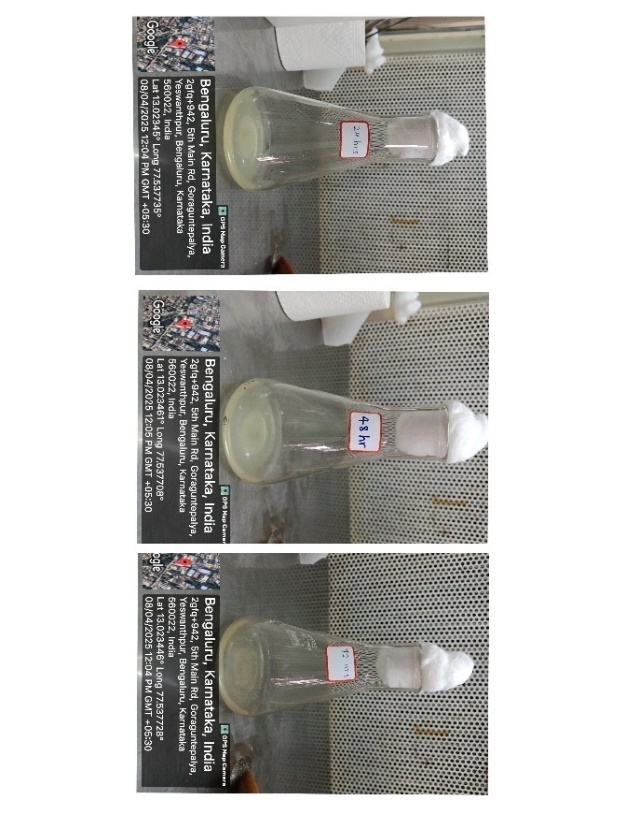 24 hrs
GPS Map Camera
Google
Bengaluru, Karnataka, India
2gfq+942, 5th Main Rd, Goraguntepalya,
Yeswanthpur, Bengaluru, Karnataka
560022, India
Lat 13.02345° Long 77.537735°
08/04/2025 12:04 PM GMT +05:30
48 hr
GPS Map Camera
Google
Bengaluru, Karnataka, India
2gfq+942, 5th Main Rd, Goraguntepalya,
Yeswanthpur, Bengaluru, Karnataka
560022, India
Lat 13.023461° Long 77.537708°
08/04/2025 12:05 PM GMT +05:30
hrs
GPS Map Camera
ogle
Bengaluru, Karnataka, India
2gfq+942, 5th Main Rd, Goraguntepalya,
Yeswanthpur, Bengaluru, Karnataka
560022, India
Lat 13.023446° Long 77.537728°
08/04/2025 12:04 PM GMT +05:30